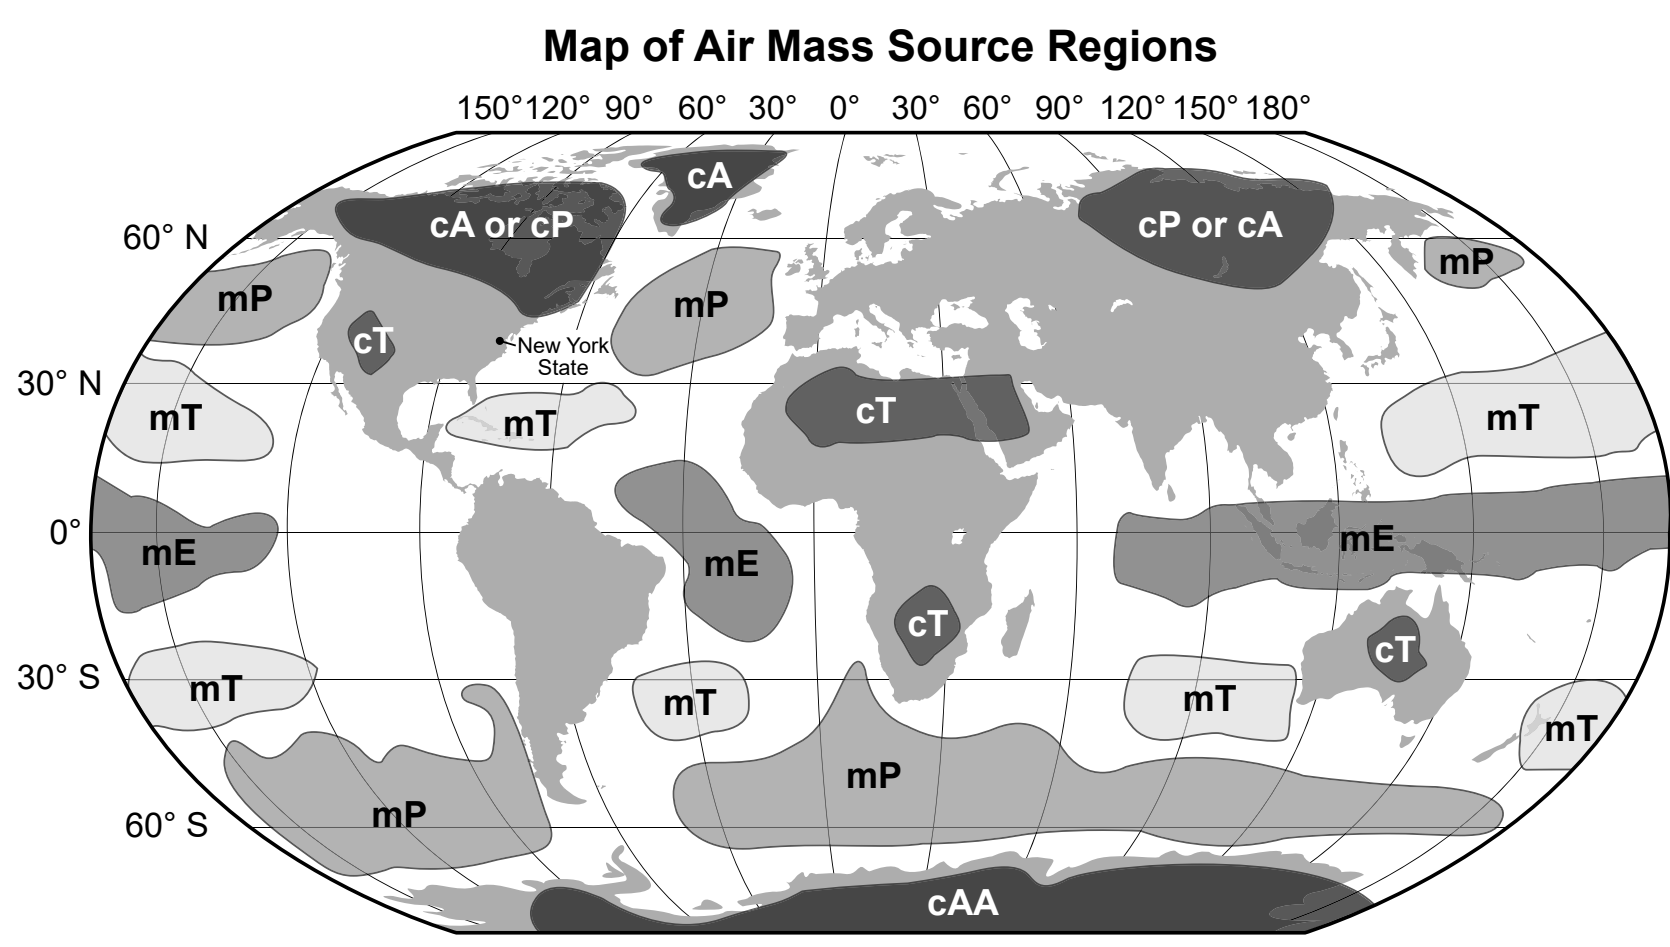 Map of Air Mass Source Regions
150° 120° 90° 60° 30° 0° 30° 60° 90° 120° 150° 180°
cA
cA or cP
cP or cA
60° N
mP
mP
mP
cT
New York
State
30° N
mT
mT
cT
mT
0°
mE
mE
mE
cT
cT
30° S
mT
mT
mT
mT
mP
mP
60° S
cAA